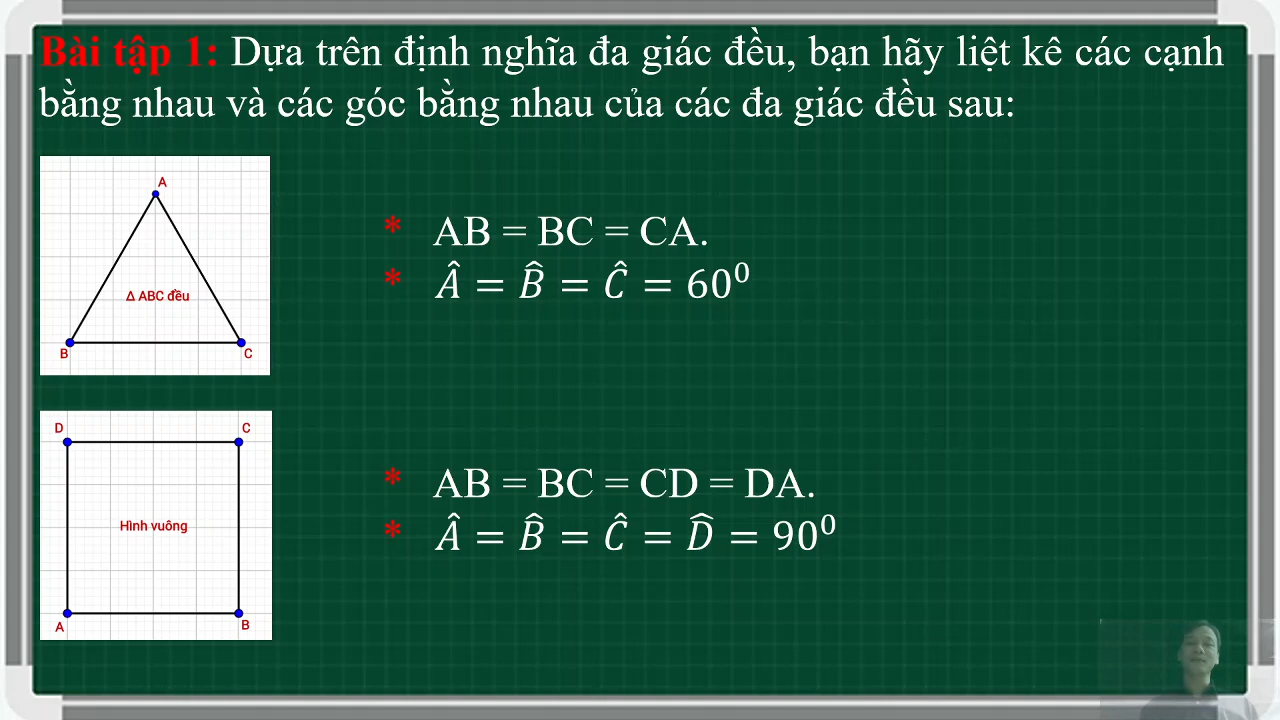 Bài tập 1: Dựa trên định nghĩa đa giác đều, bạn hãy liệt kê các cạnh
bằng nhau và các góc bằng nhau của các đa giác đều sau:
A
Δ ABC đều
B
C
* AB = BC = CA.
* Â = B̂ = Ĉ = 60⁰
D
C
Hình vuông
A
B
* AB = BC = CD = DA.
* Â = B̂ = Ĉ = D̂ = 90⁰